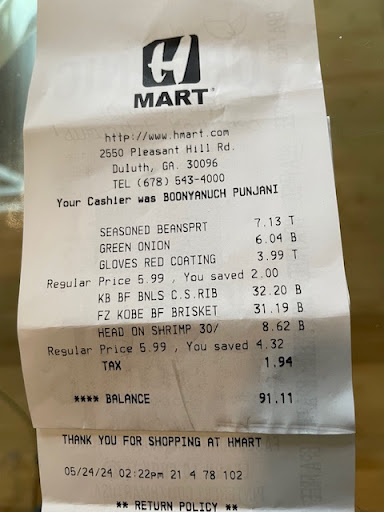 H
MART
http://www.hmart.com
2550 Pleasant Hill Rd.
Duluth, GA. 30096
TEL (678) 543-4000
Your Cashier was BOONYANUCH PUNJANI
SEASONED BEANSPRT 7.13 T
GREEN ONION 6.04 B
GLOVES RED COATING 3.99 T
Regular Price 5.99 , You saved 2.00
KB BF BNLS C.S.RIB 32.20 B
FZ KOBE BF BRISKET 31.19 B
HEAD ON SHRIMP 30/ 8.62 B
Regular Price 5.99 , You saved 4.32
TAX 1.94
**** BALANCE 91.11
THANK YOU FOR SHOPPING AT HMART
05/24/24 02:22pm 21 4 78 102
** RETURN POLICY **